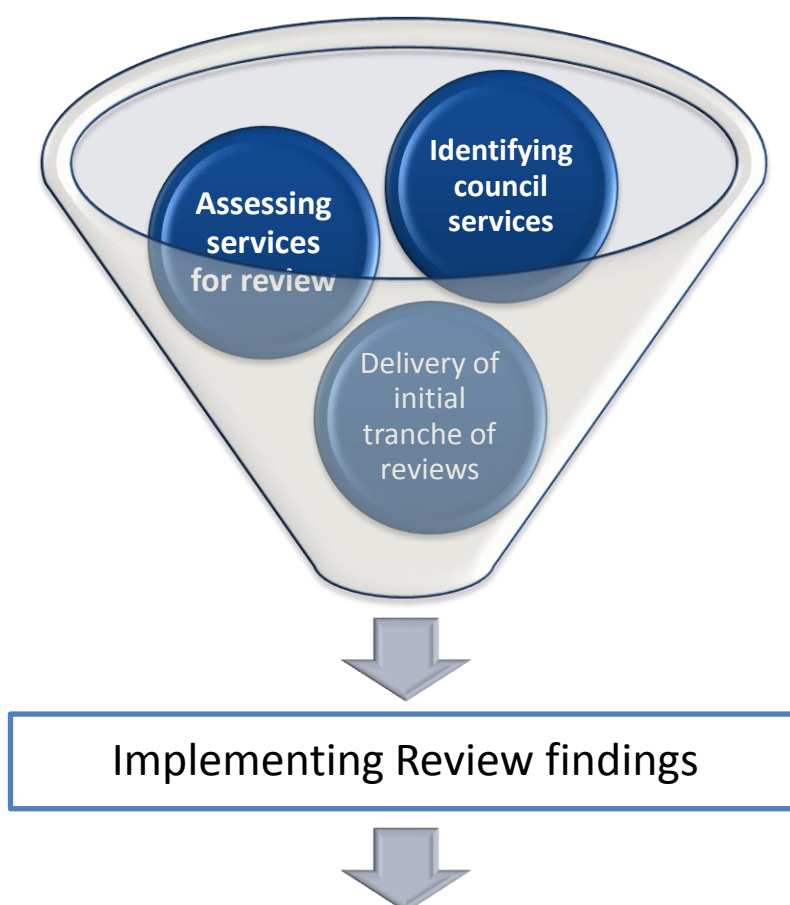 Identifying
council
services
Assessing
services
for review
Delivery of
initial
tranche of
reviews
Implementing Review findings